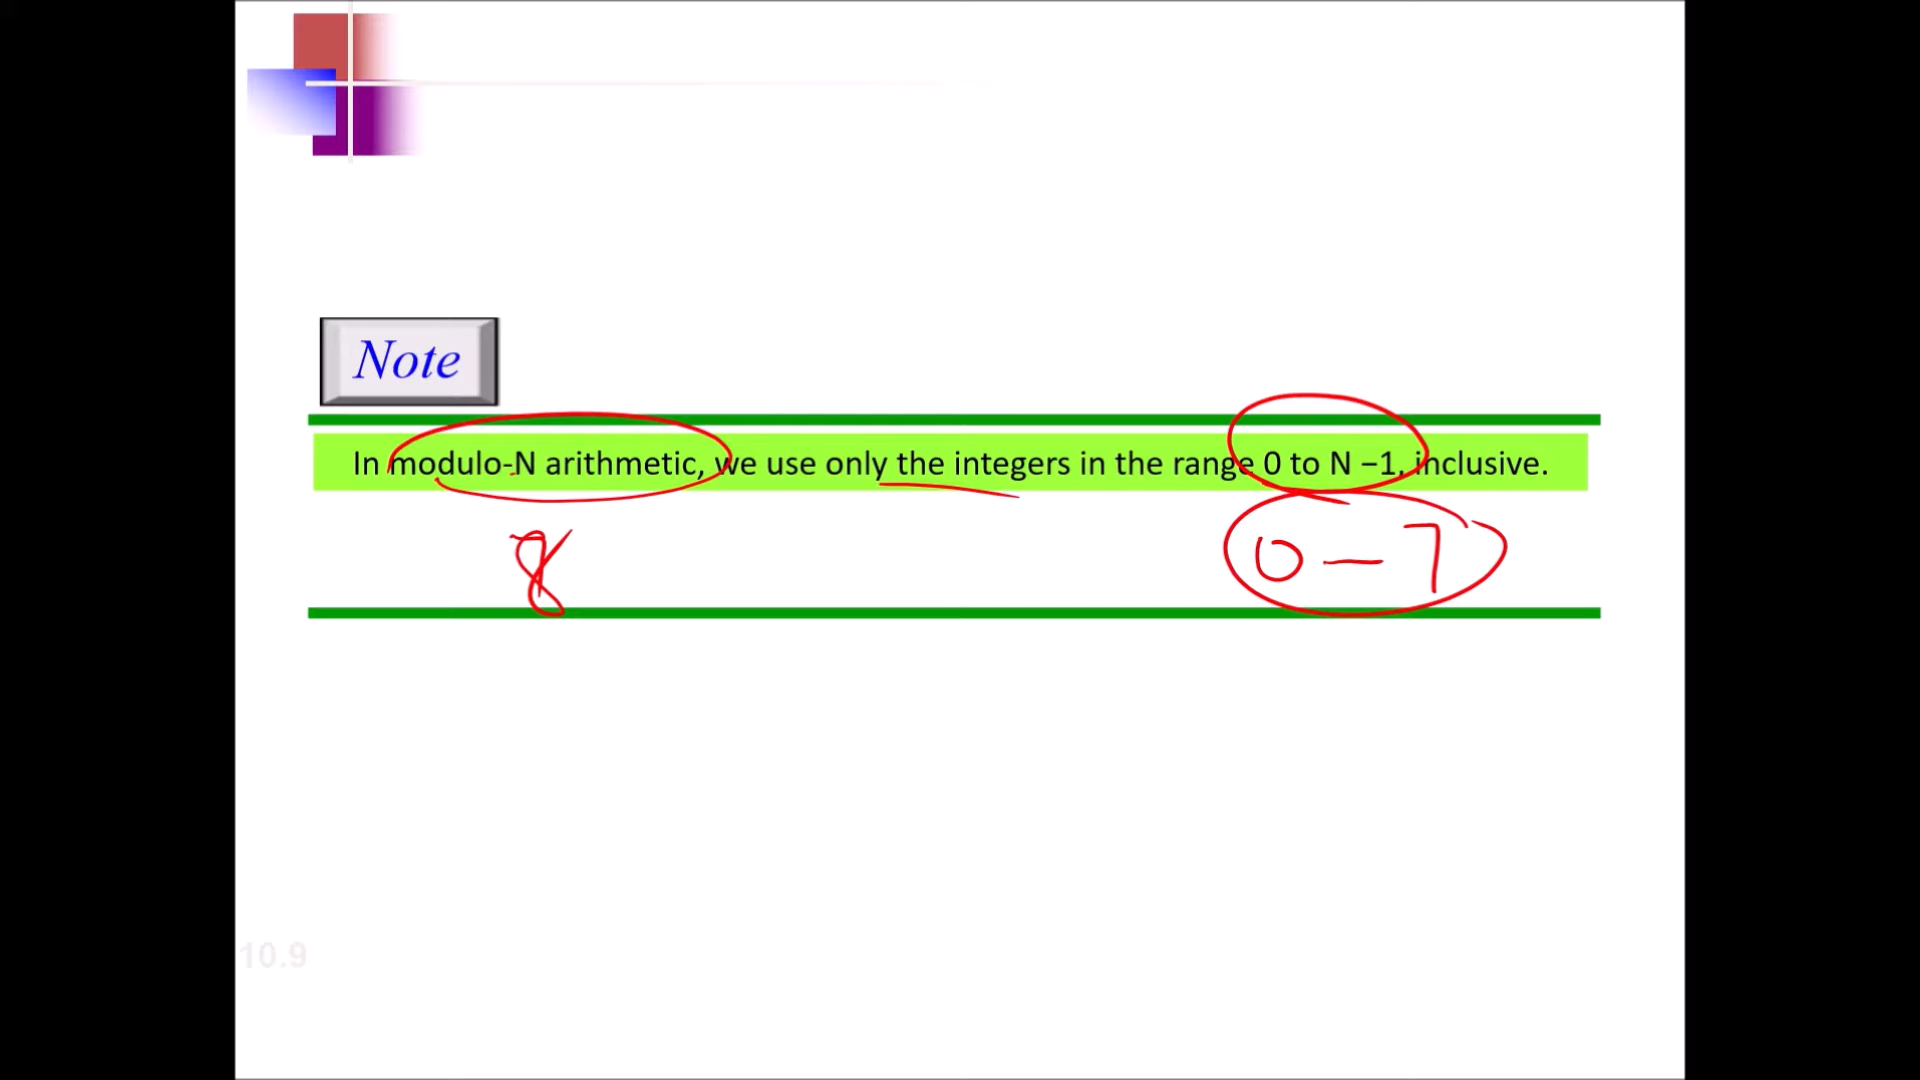 Note
In modulo-N arithmetic, we use only the integers in the range 0 to N −1, inclusive.
8 0 – 7
10.9